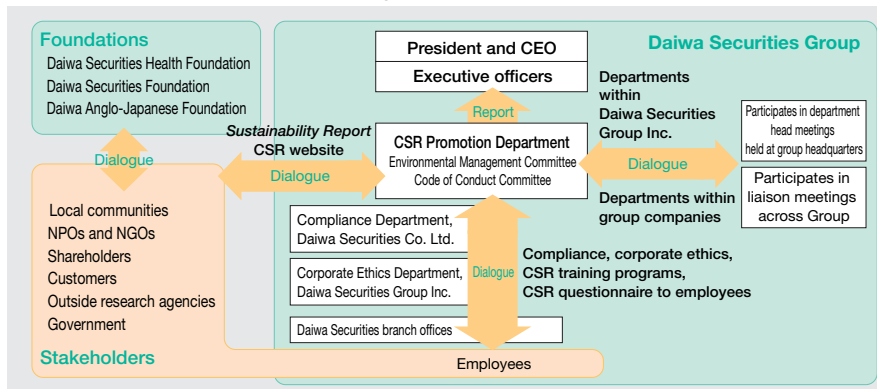 Foundations
Daiwa Securities Health Foundation
Daiwa Securities Foundation
Daiwa Anglo-Japanese Foundation
Dialogue
Local communities
NPOs and NGOs
Shareholders
Customers
Outside research agencies
Government
Stakeholders
Sustainability Report
CSR website
Dialogue
Daiwa Securities Group
President and CEO
Executive officers
Report
CSR Promotion Department
Environmental Management Committee
Code of Conduct Committee
Departments
within
Daiwa Securities
Group Inc.
Dialogue
Departments within
group companies
Participates in department
head meetings
held at group headquarters
Participates in
liaison meetings
across Group
Compliance Department,
Daiwa Securities Co. Ltd.
Corporate Ethics Department,
Daiwa Securities Group Inc.
Daiwa Securities branch offices
Dialogue
Compliance, corporate ethics,
CSR training programs,
CSR questionnaire to employees
Employees